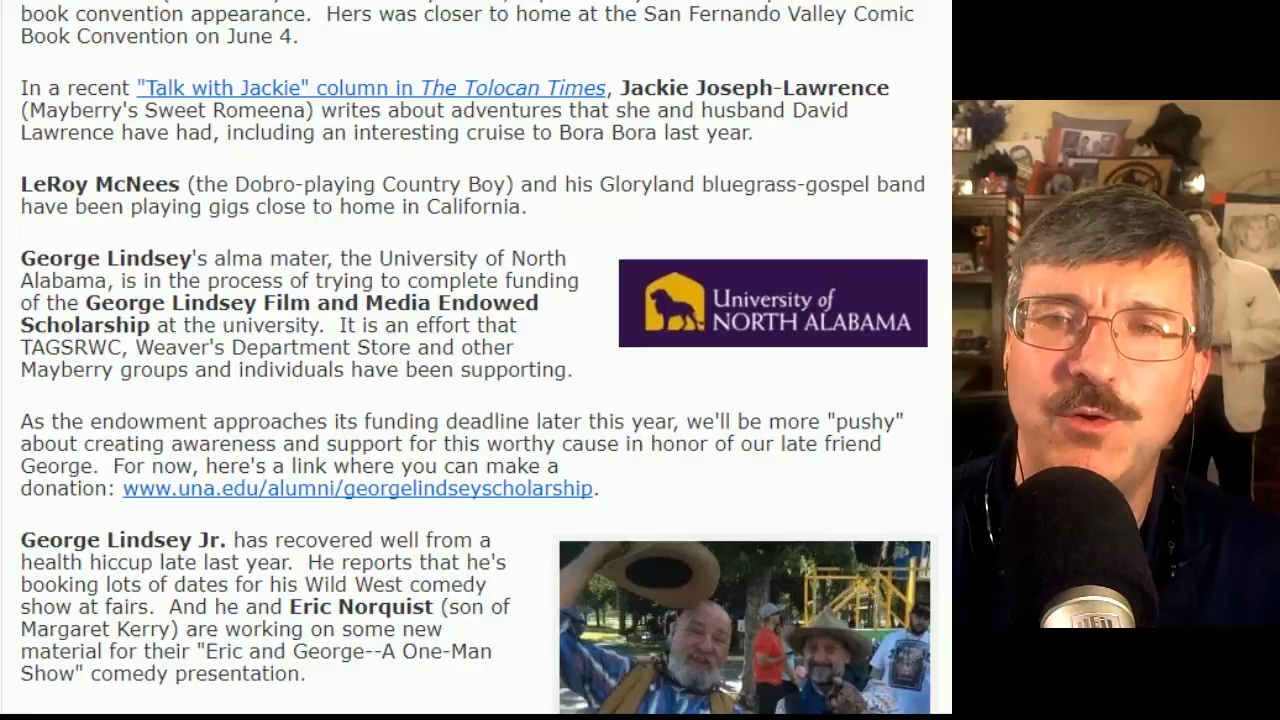 book convention appearance.  Hers was closer to home at the San Fernando Valley Comic
Book Convention on June 4.
In a recent "Talk with Jackie" column in The Tolocan Times, Jackie Joseph-Lawrence
(Mayberry's Sweet Romeena) writes about adventures that she and husband David
Lawrence have had, including an interesting cruise to Bora Bora last year.
LeRoy McNees (the Dobro-playing Country Boy) and his Gloryland bluegrass-gospel band
have been playing gigs close to home in California.
George Lindsey's alma mater, the University of North
Alabama, is in the process of trying to complete funding
of the George Lindsey Film and Media Endowed
Scholarship at the university.  It is an effort that
TAGSRWC, Weaver's Department Store and other
Mayberry groups and individuals have been supporting.
University of
NORTH ALABAMA
As the endowment approaches its funding deadline later this year, we'll be more "pushy"
about creating awareness and support for this worthy cause in honor of our late friend
George.  For now, here's a link where you can make a
donation: www.una.edu/alumni/georgelindseyscholarship.
George Lindsey Jr. has recovered well from a
health hiccup late last year.  He reports that he's
booking lots of dates for his Wild West comedy
show at fairs.  And he and Eric Norquist (son of
Margaret Kerry) are working on some new
material for their "Eric and George--A One-Man
Show" comedy presentation.